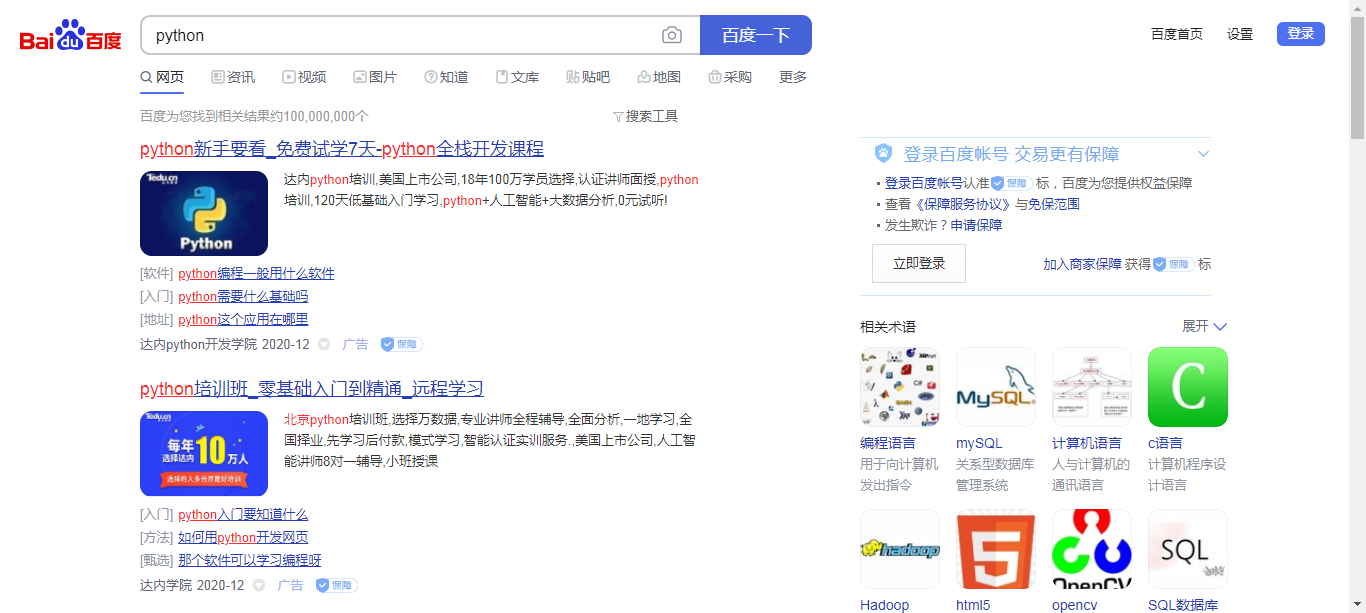 Bai du 百度
python
百度一下
百度首页 设置 登录
网页 资讯 视频 图片 知道 文库 贴吧 地图 采购 更多
百度为您找到相关结果约100,000,000个
搜索工具
python新手要看_免费试学7天-python全栈开发课程
Tedu.cn
Python
达内python培训,美国上市公司,18年100万学员选择,认证讲师面授,python
培训,120天低基础入门学习,python+人工智能+大数据分析,0元试听!
[软件] python编程一般用什么软件
[入门] python需要什么基础吗
[地址] python这个应用在哪里
达内python开发学院 2020-12 广告 保障
python培训班_零基础入门到精通_远程学习
Tedu.cn
每年10万人
选择达内
选择的人多自然是好培训
北京python培训班,选择万数据,专业讲师全程辅导,全面分析,一地学习,全
国择业,先学习后付款,模式学习,智能认证实训服务.,美国上市公司,人工智
能讲师8对一辅导,小班授课
[入门] python入门要知道什么
[方法] 如何用python开发网页
[甄选] 那个软件可以学习编程呀
达内学院 2020-12 广告 保障
登录百度帐号 交易更有保障
登录百度帐号认准 保障 标，百度为您提供权益保障
查看《保障服务协议》与免保范围
发生欺诈？申请保障
立即登录
加入商家保障 获得 保障 标
相关术语
展开
MySQL
C
编程语言
用于向计算机
发出指令
mySQL
关系型数据库
管理系统
计算机语言
人与计算机的
通讯语言
c语言
计算机程序设
计语言
hadoop
5
OpenCV
SQL
Hadoop
html5
opencv
SQL数据库